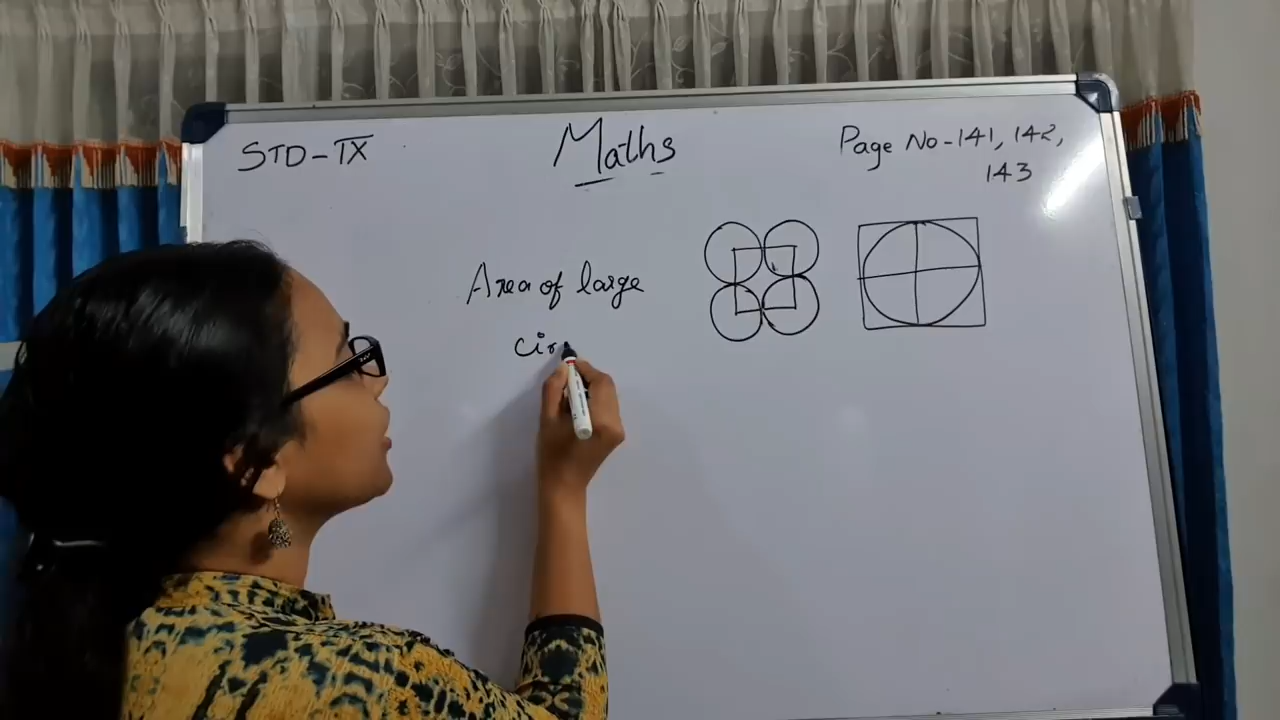 STD-IX
Maths
Page No-141, 142,
143
Area of large
cir